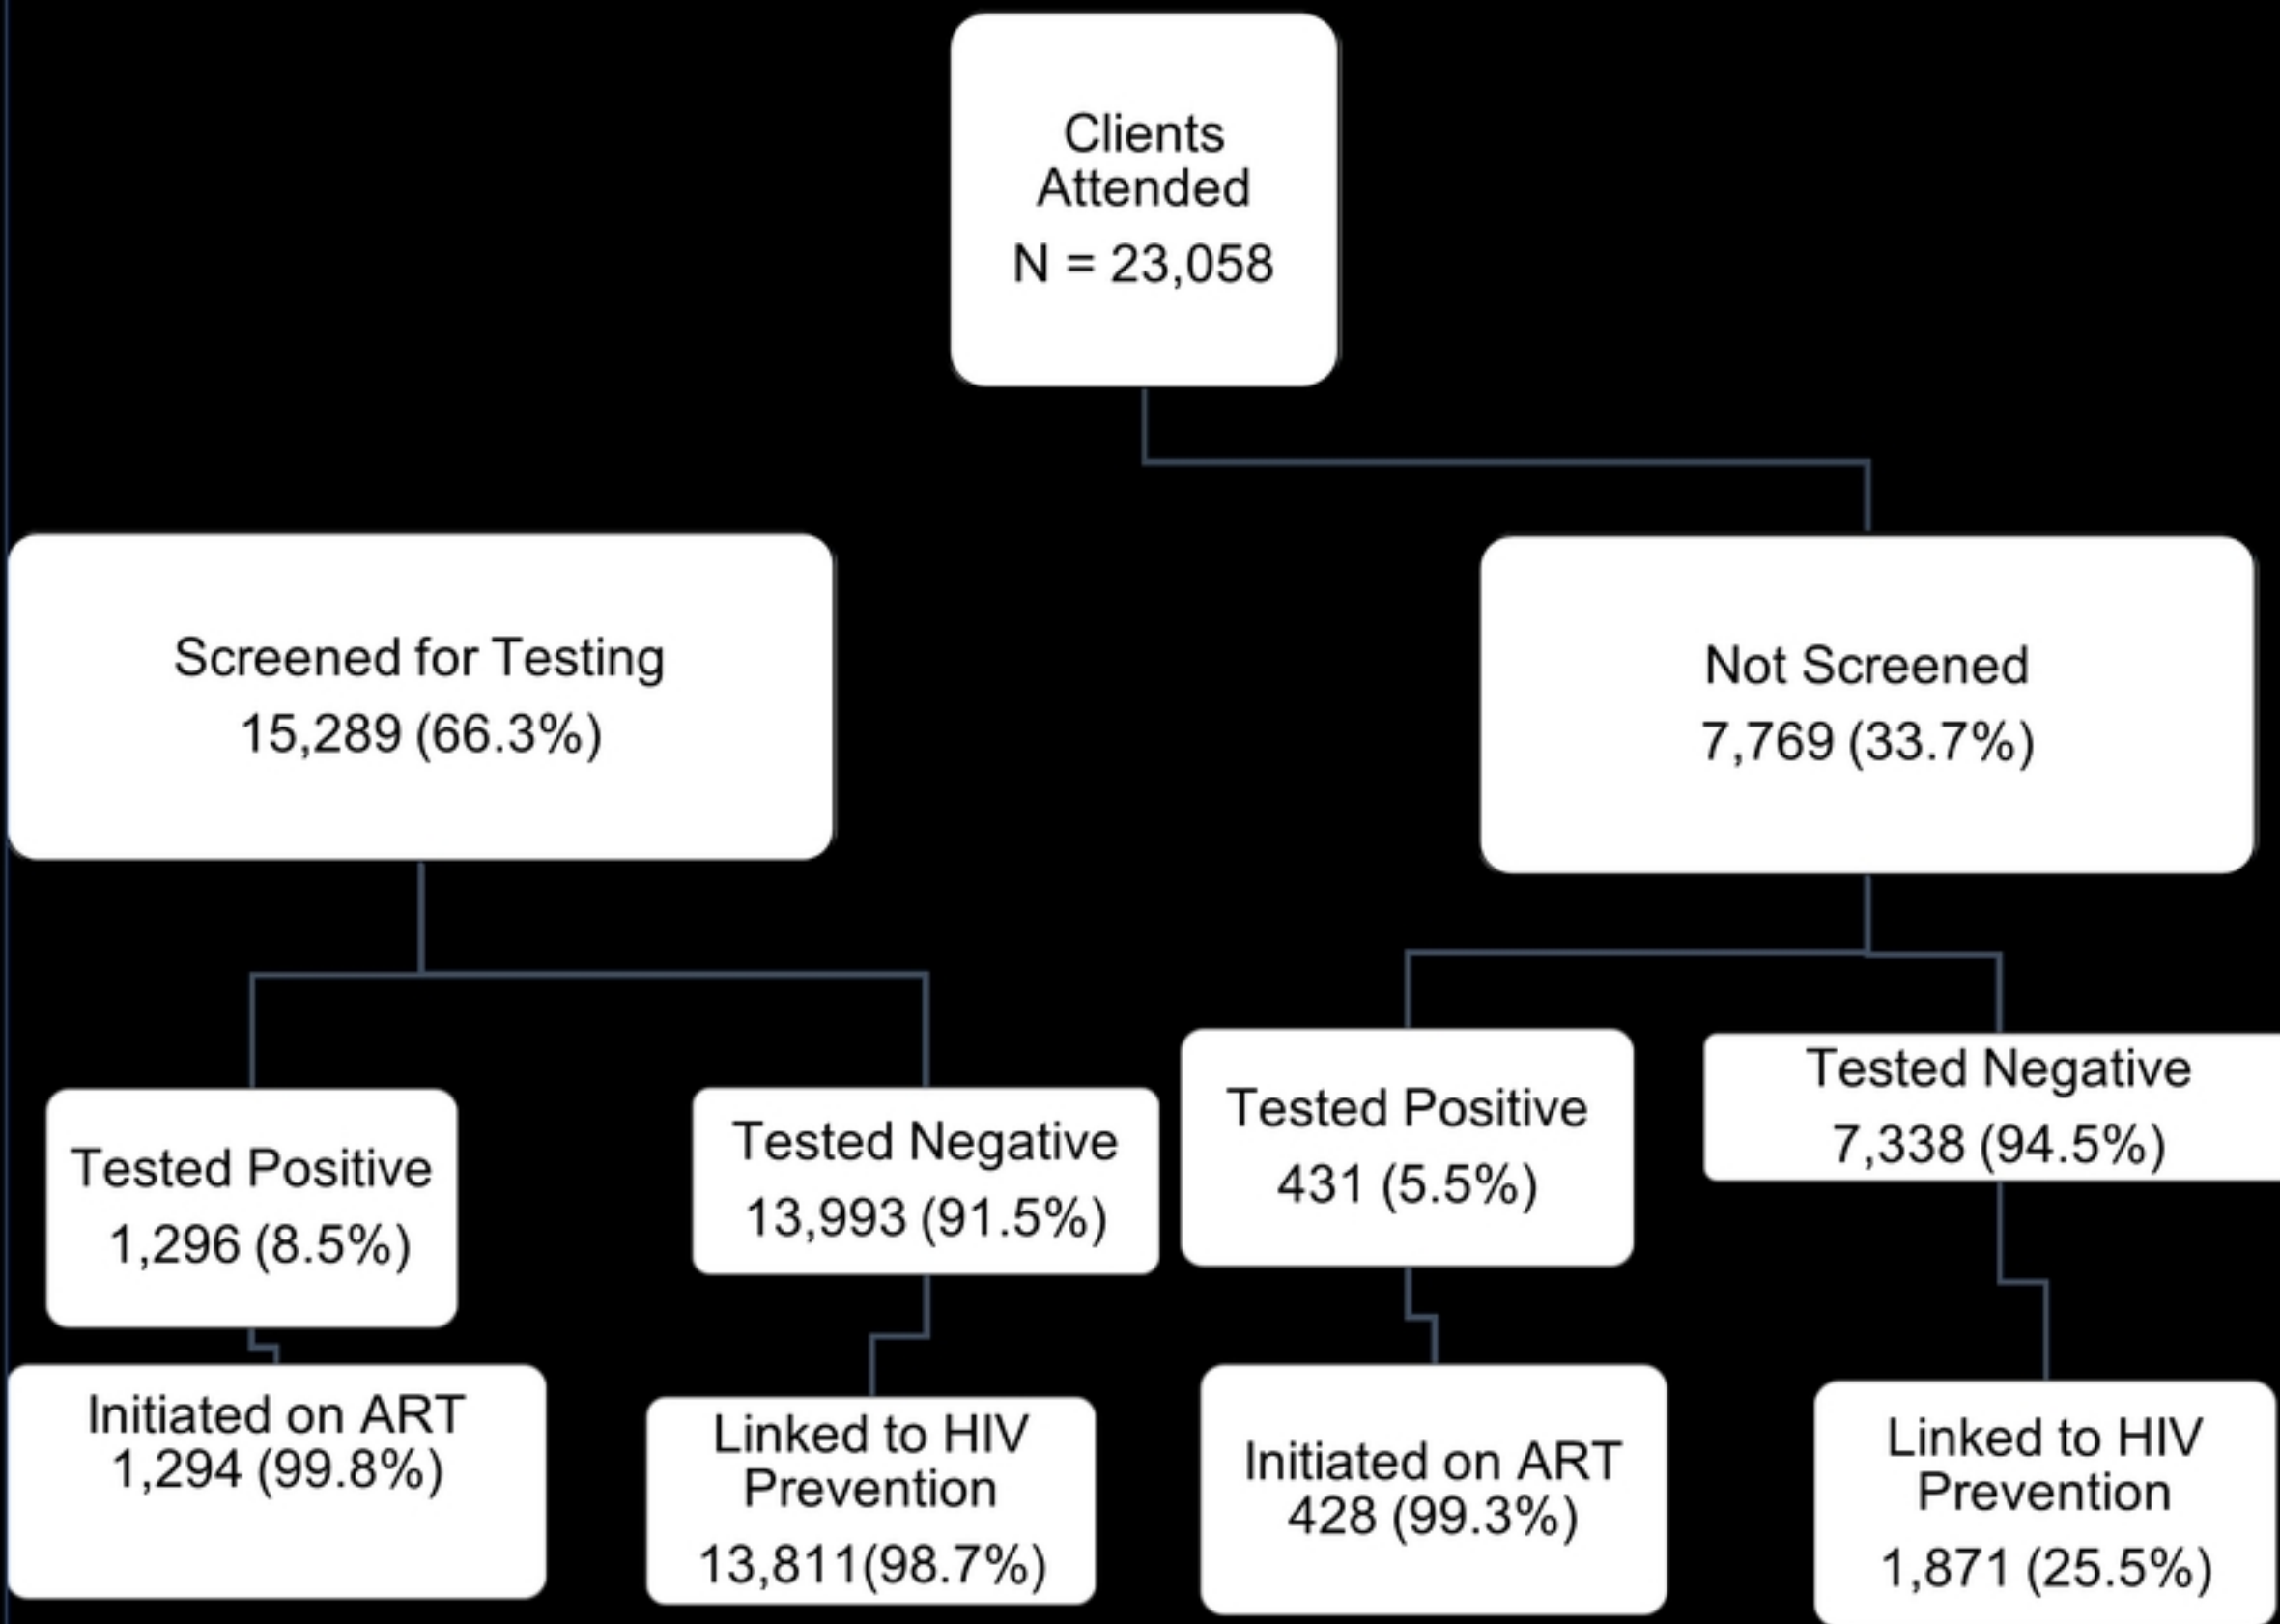 Clients
Attended
N = 23,058
Screened for Testing
15,289 (66.3%)
Not Screened
7,769 (33.7%)
Tested Positive
1,296 (8.5%)
Tested Negative
13,993 (91.5%)
Tested Positive
431 (5.5%)
Tested Negative
7,338 (94.5%)
Initiated on ART
1,294 (99.8%)
Linked to HIV
Prevention
13,811(98.7%)
Initiated on ART
428 (99.3%)
Linked to HIV
Prevention
1,871 (25.5%)